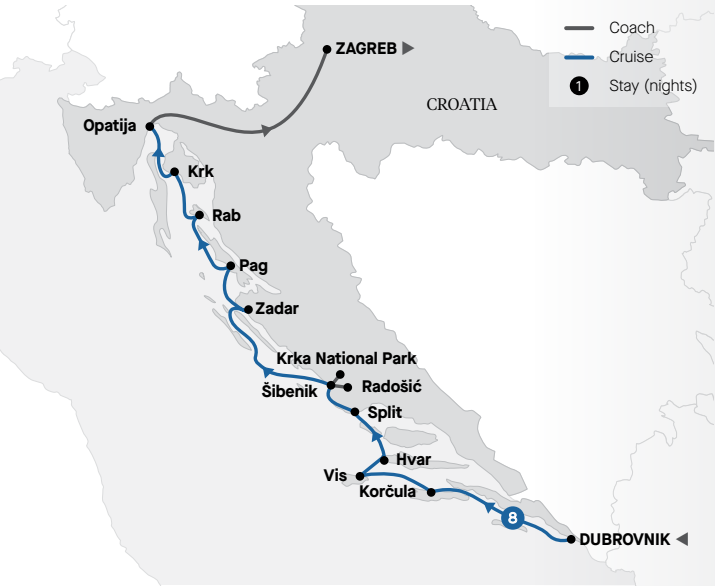 ZAGREB
Coach
Cruise
1 Stay (nights)
CROATIA
Opatija
Krk
Rab
Pag
Zadar
Krka National Park
Šibenik
Radošić
Split
Hvar
Vis
Korčula
8
DUBROVNIK